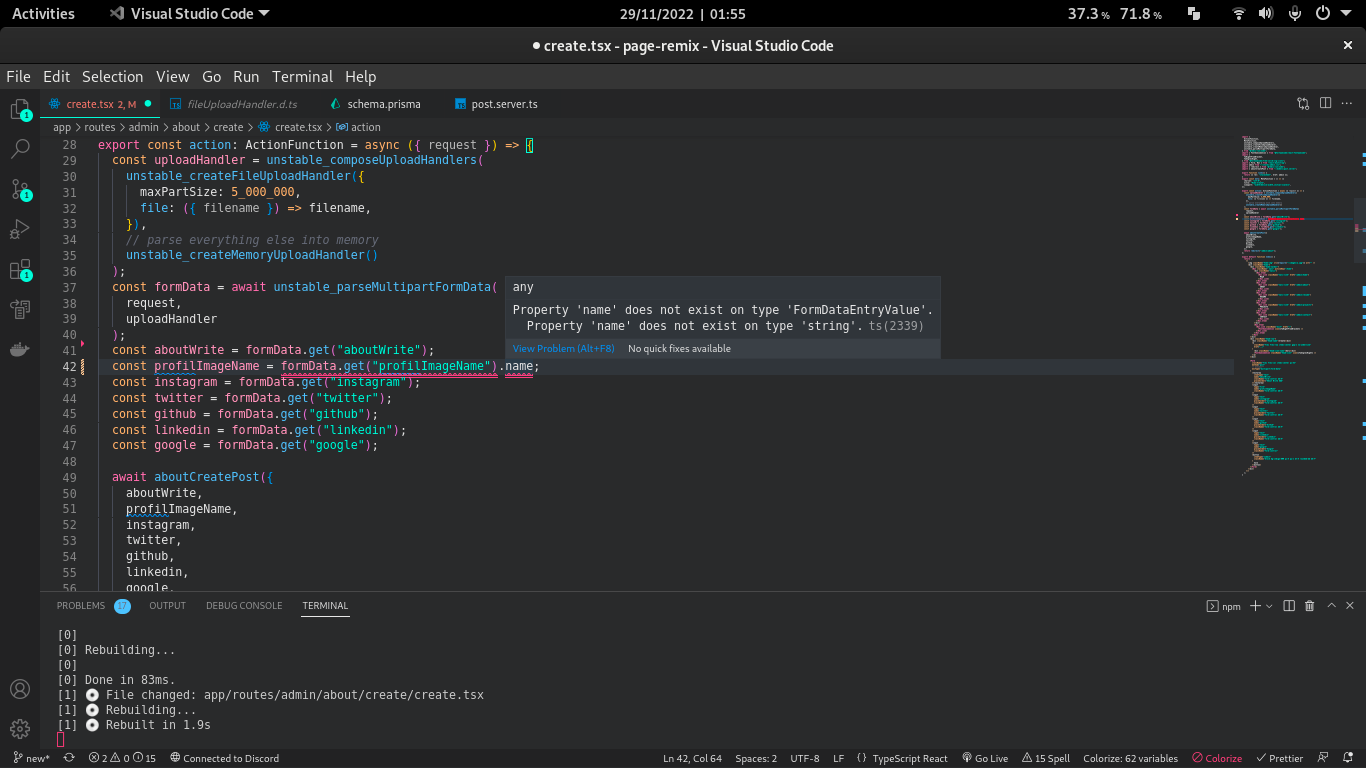 Activities Visual Studio Code 29/11/2022 | 01:55 37.3 % 71.8 %
create.tsx - page-remix - Visual Studio Code
File Edit Selection View Go Run Terminal Help
create.tsx 2, M fileUploadHandler.d.ts schema.prisma post.server.ts
app > routes > admin > about > create > create.tsx > action
28 export const action: ActionFunction = async ({ request }) => {
29 const uploadHandler = unstable_composeUploadHandlers(
30 unstable_createFileUploadHandler({
31 maxPartSize: 5_000_000,
32 file: ({ filename }) => filename,
33 }),
34 // parse everything else into memory
35 unstable_createMemoryUploadHandler()
36 );
37 const formData = await unstable_parseMultipartFormData(
38 request,
39 uploadHandler
40 );
any
Property 'name' does not exist on type 'FormDataEntryValue'.
Property 'name' does not exist on type 'string'. ts(2339)
View Problem (Alt+F8) No quick fixes available
41 const aboutWrite = formData.get("aboutWrite");
42 const profilImageName = formData.get("profilImageName").name;
43 const instagram = formData.get("instagram");
44 const twitter = formData.get("twitter");
45 const github = formData.get("github");
46 const linkedin = formData.get("linkedin");
47 const google = formData.get("google");
48
49 await aboutCreatePost({
50 aboutWrite,
51 profilImageName,
52 instagram,
53 twitter,
54 github,
55 linkedin,
56 google,
PROBLEMS 17 OUTPUT DEBUG CONSOLE TERMINAL npm
[0]
[0] Rebuilding...
[0]
[0] Done in 83ms.
[1] File changed: app/routes/admin/about/create/create.tsx
[1] Rebuilding...
[1] Rebuilt in 1.9s
new* 2 0 15 Connected to Discord Ln 42, Col 64 Spaces: 2 UTF-8 LF {} TypeScript React Go Live 15 Spell Colorize: 62 variables Colorize Prettier